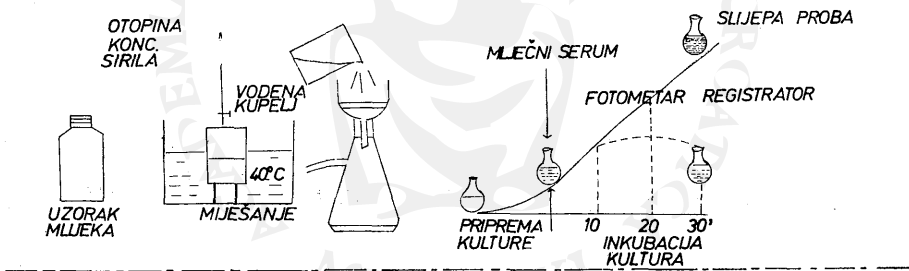 OTOPINA
KONC.
SIRILA
VODENA
KUPELJ
40°C
UZORAK
MLIJEKA
MIJEŠANJE
SLIJEPA PROBA
MLJEČNI SERUM
FOTOMETAR REGISTRATOR
PRIPREMA
KULTURE
10 20 30'
INKUBACIJA
KULTURA